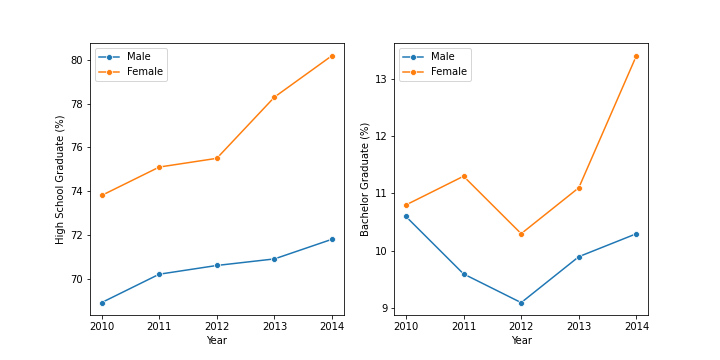 Male
Female
High School Graduate (%)
80
78
76
74
72
70
2010
2011
2012
2013
2014
Year
Male
Female
Bachelor Graduate (%)
13
12
11
10
9
2010
2011
2012
2013
2014
Year